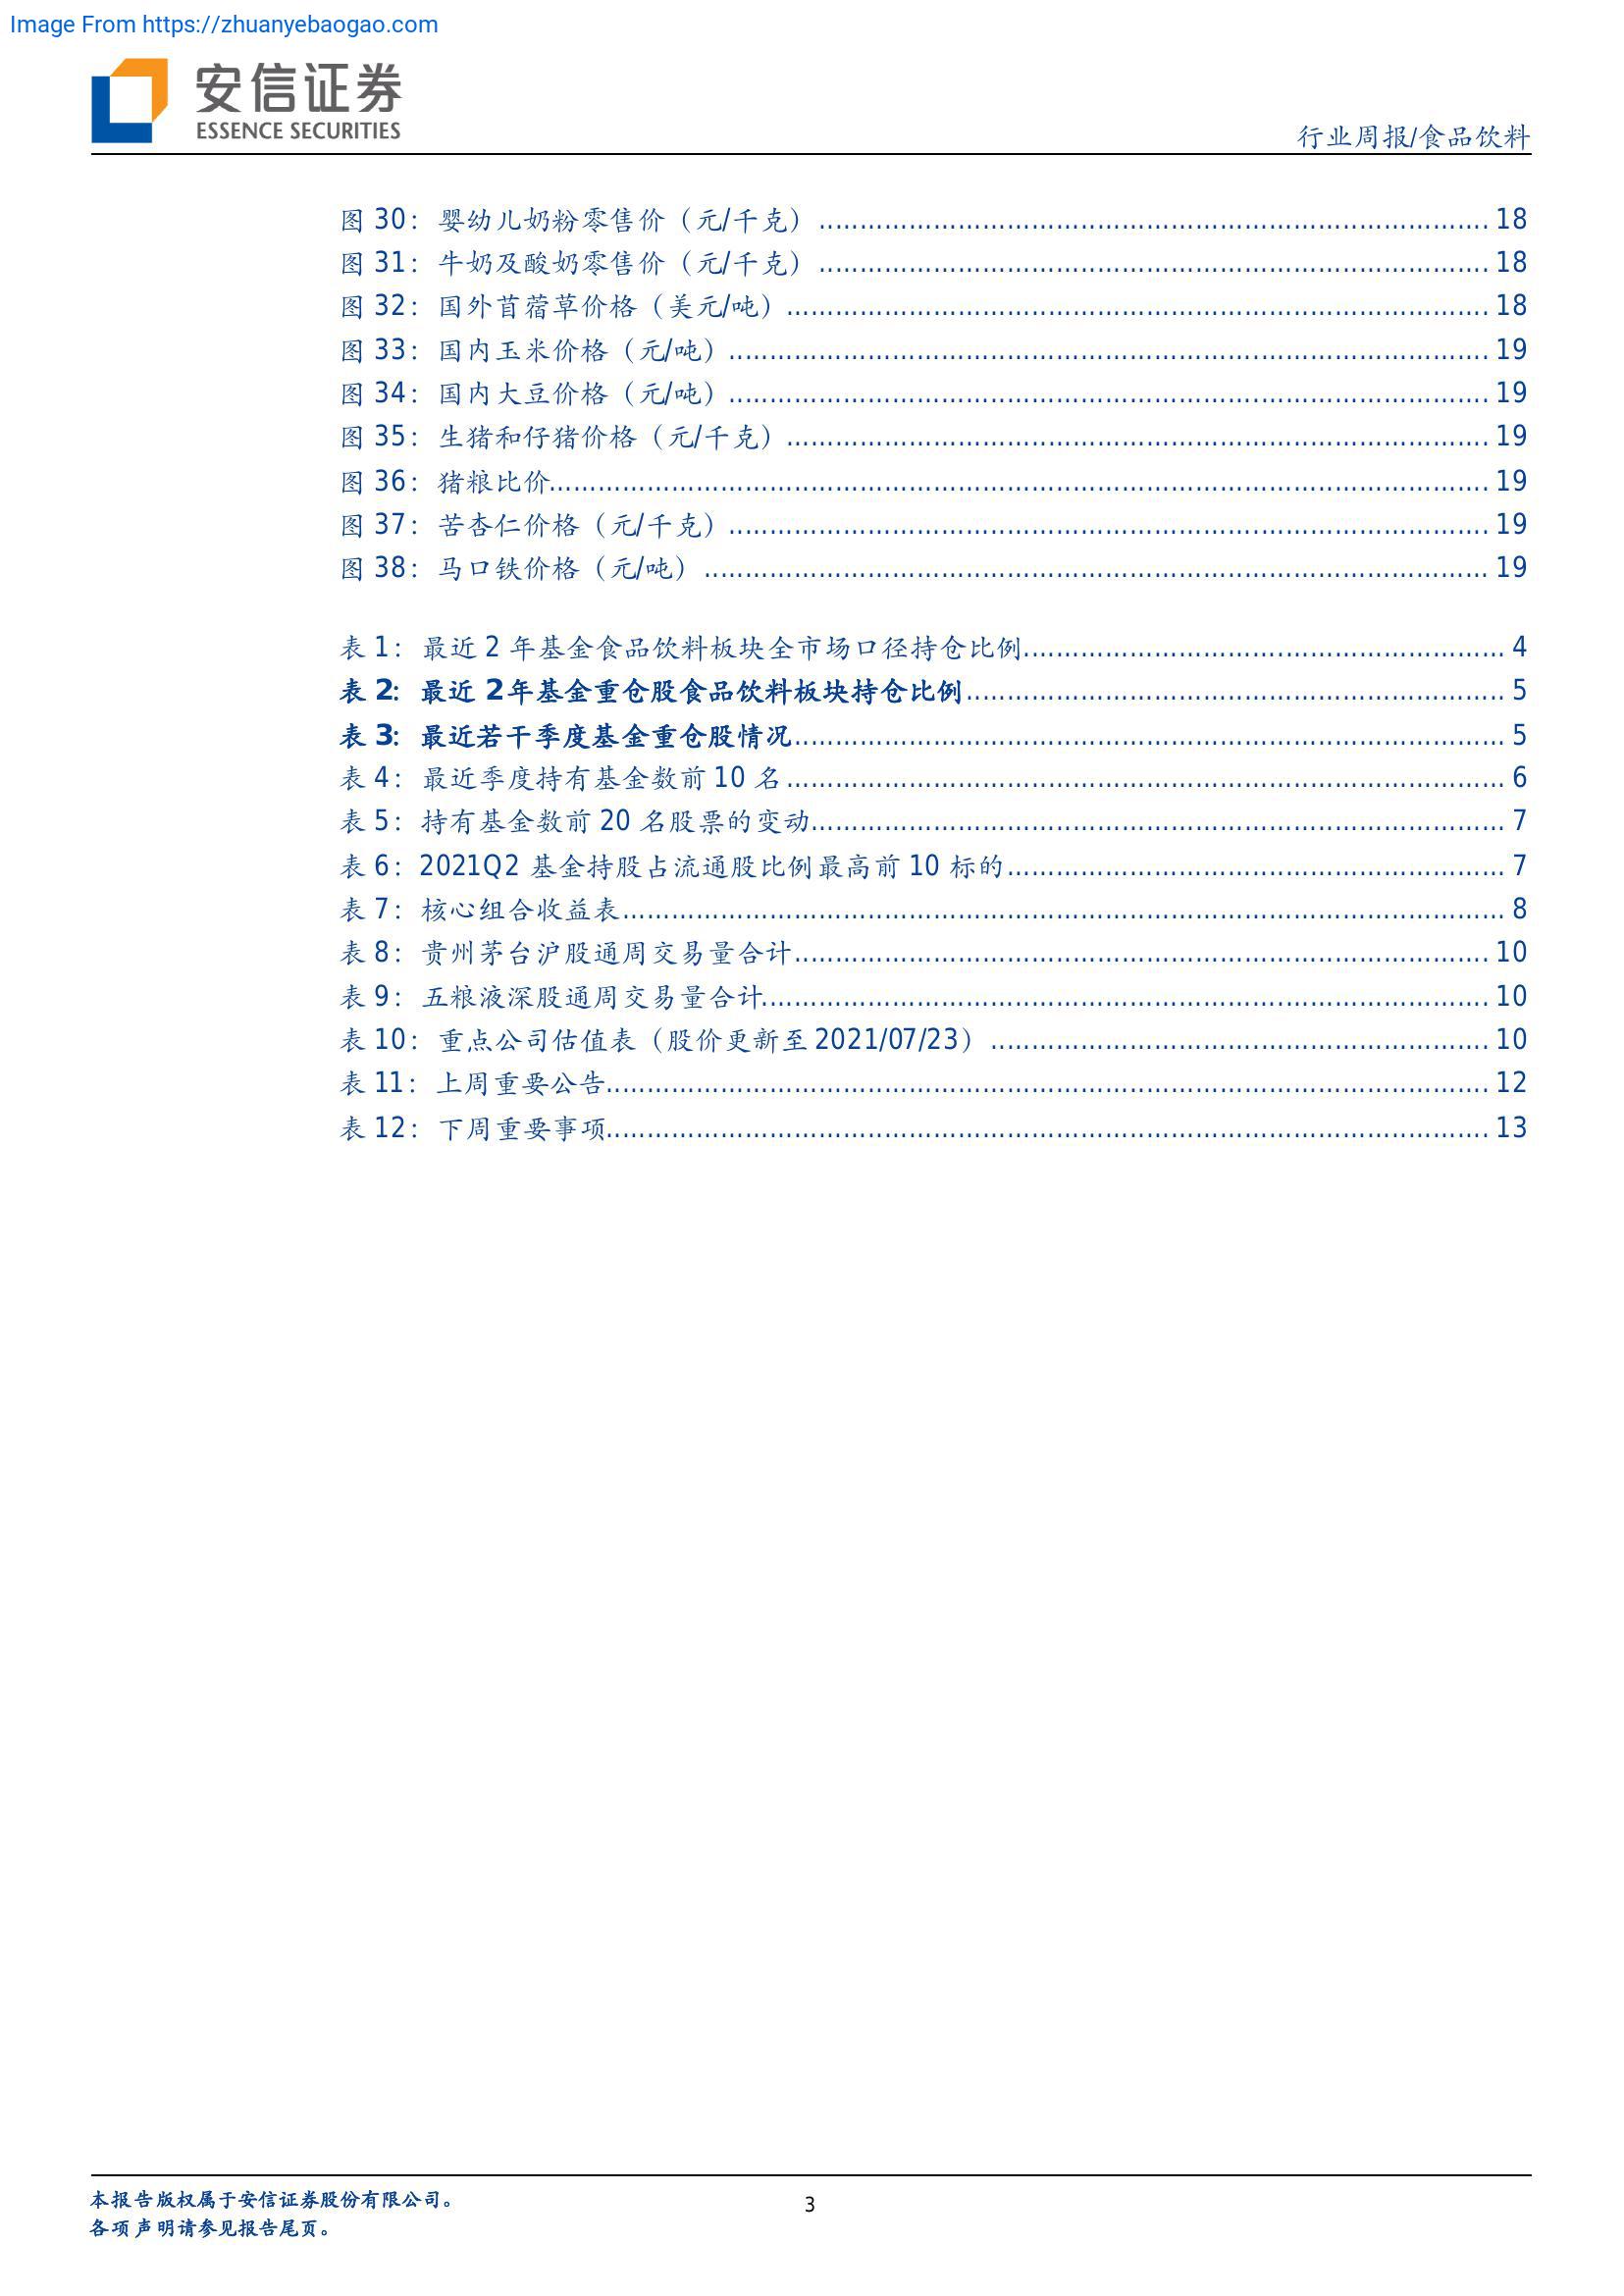 Image From https://zhuanyebaogao.com
安信证券
ESSENCE SECURITIES
行业周报/食品饮料
图 30：婴幼儿奶粉零售价（元/千克）........18
图 31：牛奶及酸奶零售价（元/千克）........18
图 32：国外苜蓿草价格（美元/吨）........18
图 33：国内玉米价格（元/吨）........19
图 34：国内大豆价格（元/吨）........19
图 35：生猪和仔猪价格（元/千克）........19
图 36：猪粮比价........19
图 37：苦杏仁价格（元/千克）........19
图 38：马口铁价格（元/吨）........19
表 1：最近 2 年基金食品饮料板块全市场口径持仓比例........4
表 2：最近 2年基金重仓股食品饮料板块持仓比例........5
表 3：最近若干季度基金重仓股情况........5
表 4：最近季度持有基金数前 10 名........6
表 5：持有基金数前 20 名股票的变动........7
表 6：2021Q2 基金持股占流通股比例最高前 10 标的........7
表 7：核心组合收益表........8
表 8：贵州茅台沪股通周交易量合计........10
表 9：五粮液深股通周交易量合计........10
表 10：重点公司估值表（股价更新至 2021/07/23）........10
表 11：上周重要公告........12
表 12：下周重要事项........13
本报告版权属于安信证券股份有限公司。
各项声明请参见报告尾页。
3